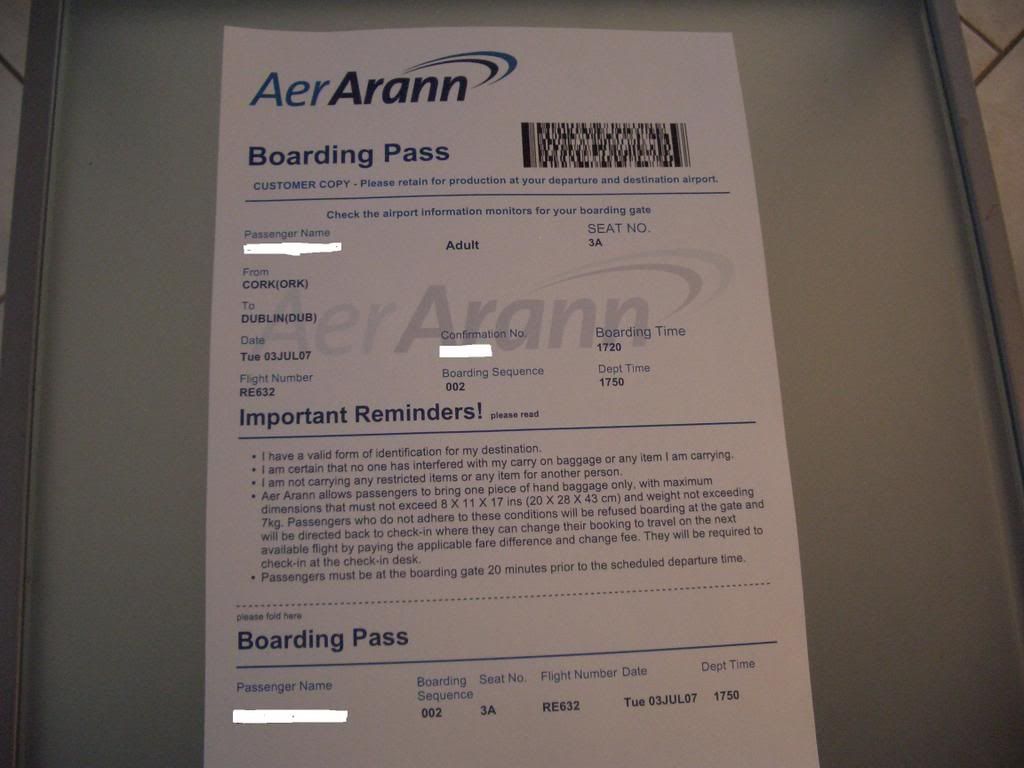 Aer Arann
Boarding Pass
CUSTOMER COPY - Please retain for production at your departure and destination airport.
Check the airport information monitors for your boarding gate
Passenger Name
Adult
SEAT NO.
3A
From
CORK(ORK)
To
DUBLIN(DUB)
Aer Arann
Date
Tue 03JUL07
Confirmation No.
Boarding Time
1720
Flight Number
RE632
Boarding Sequence
002
Dept Time
1750
Important Reminders! please read
• I have a valid form of identification for my destination.
• I am certain that no one has interfered with my carry on baggage or any item I am carrying.
• I am not carrying any restricted items or any item for another person.
• Aer Arann allows passengers to bring one piece of hand baggage only, with maximum
dimensions that must not exceed 8 X 11 X 17 ins (20 X 28 X 43 cm) and weight not exceeding
7kg. Passengers who do not adhere to these conditions will be refused boarding at the gate and
will be directed back to check-in where they can change their booking to travel on the next
available flight by paying the applicable fare difference and change fee. They will be required to
check-in at the check-in desk.
• Passengers must be at the boarding gate 20 minutes prior to the scheduled departure time.
please fold here
Boarding Pass
Passenger Name
Boarding
Sequence
002
Seat No.
3A
Flight Number
RE632
Date
Tue 03JUL07
Dept Time
1750